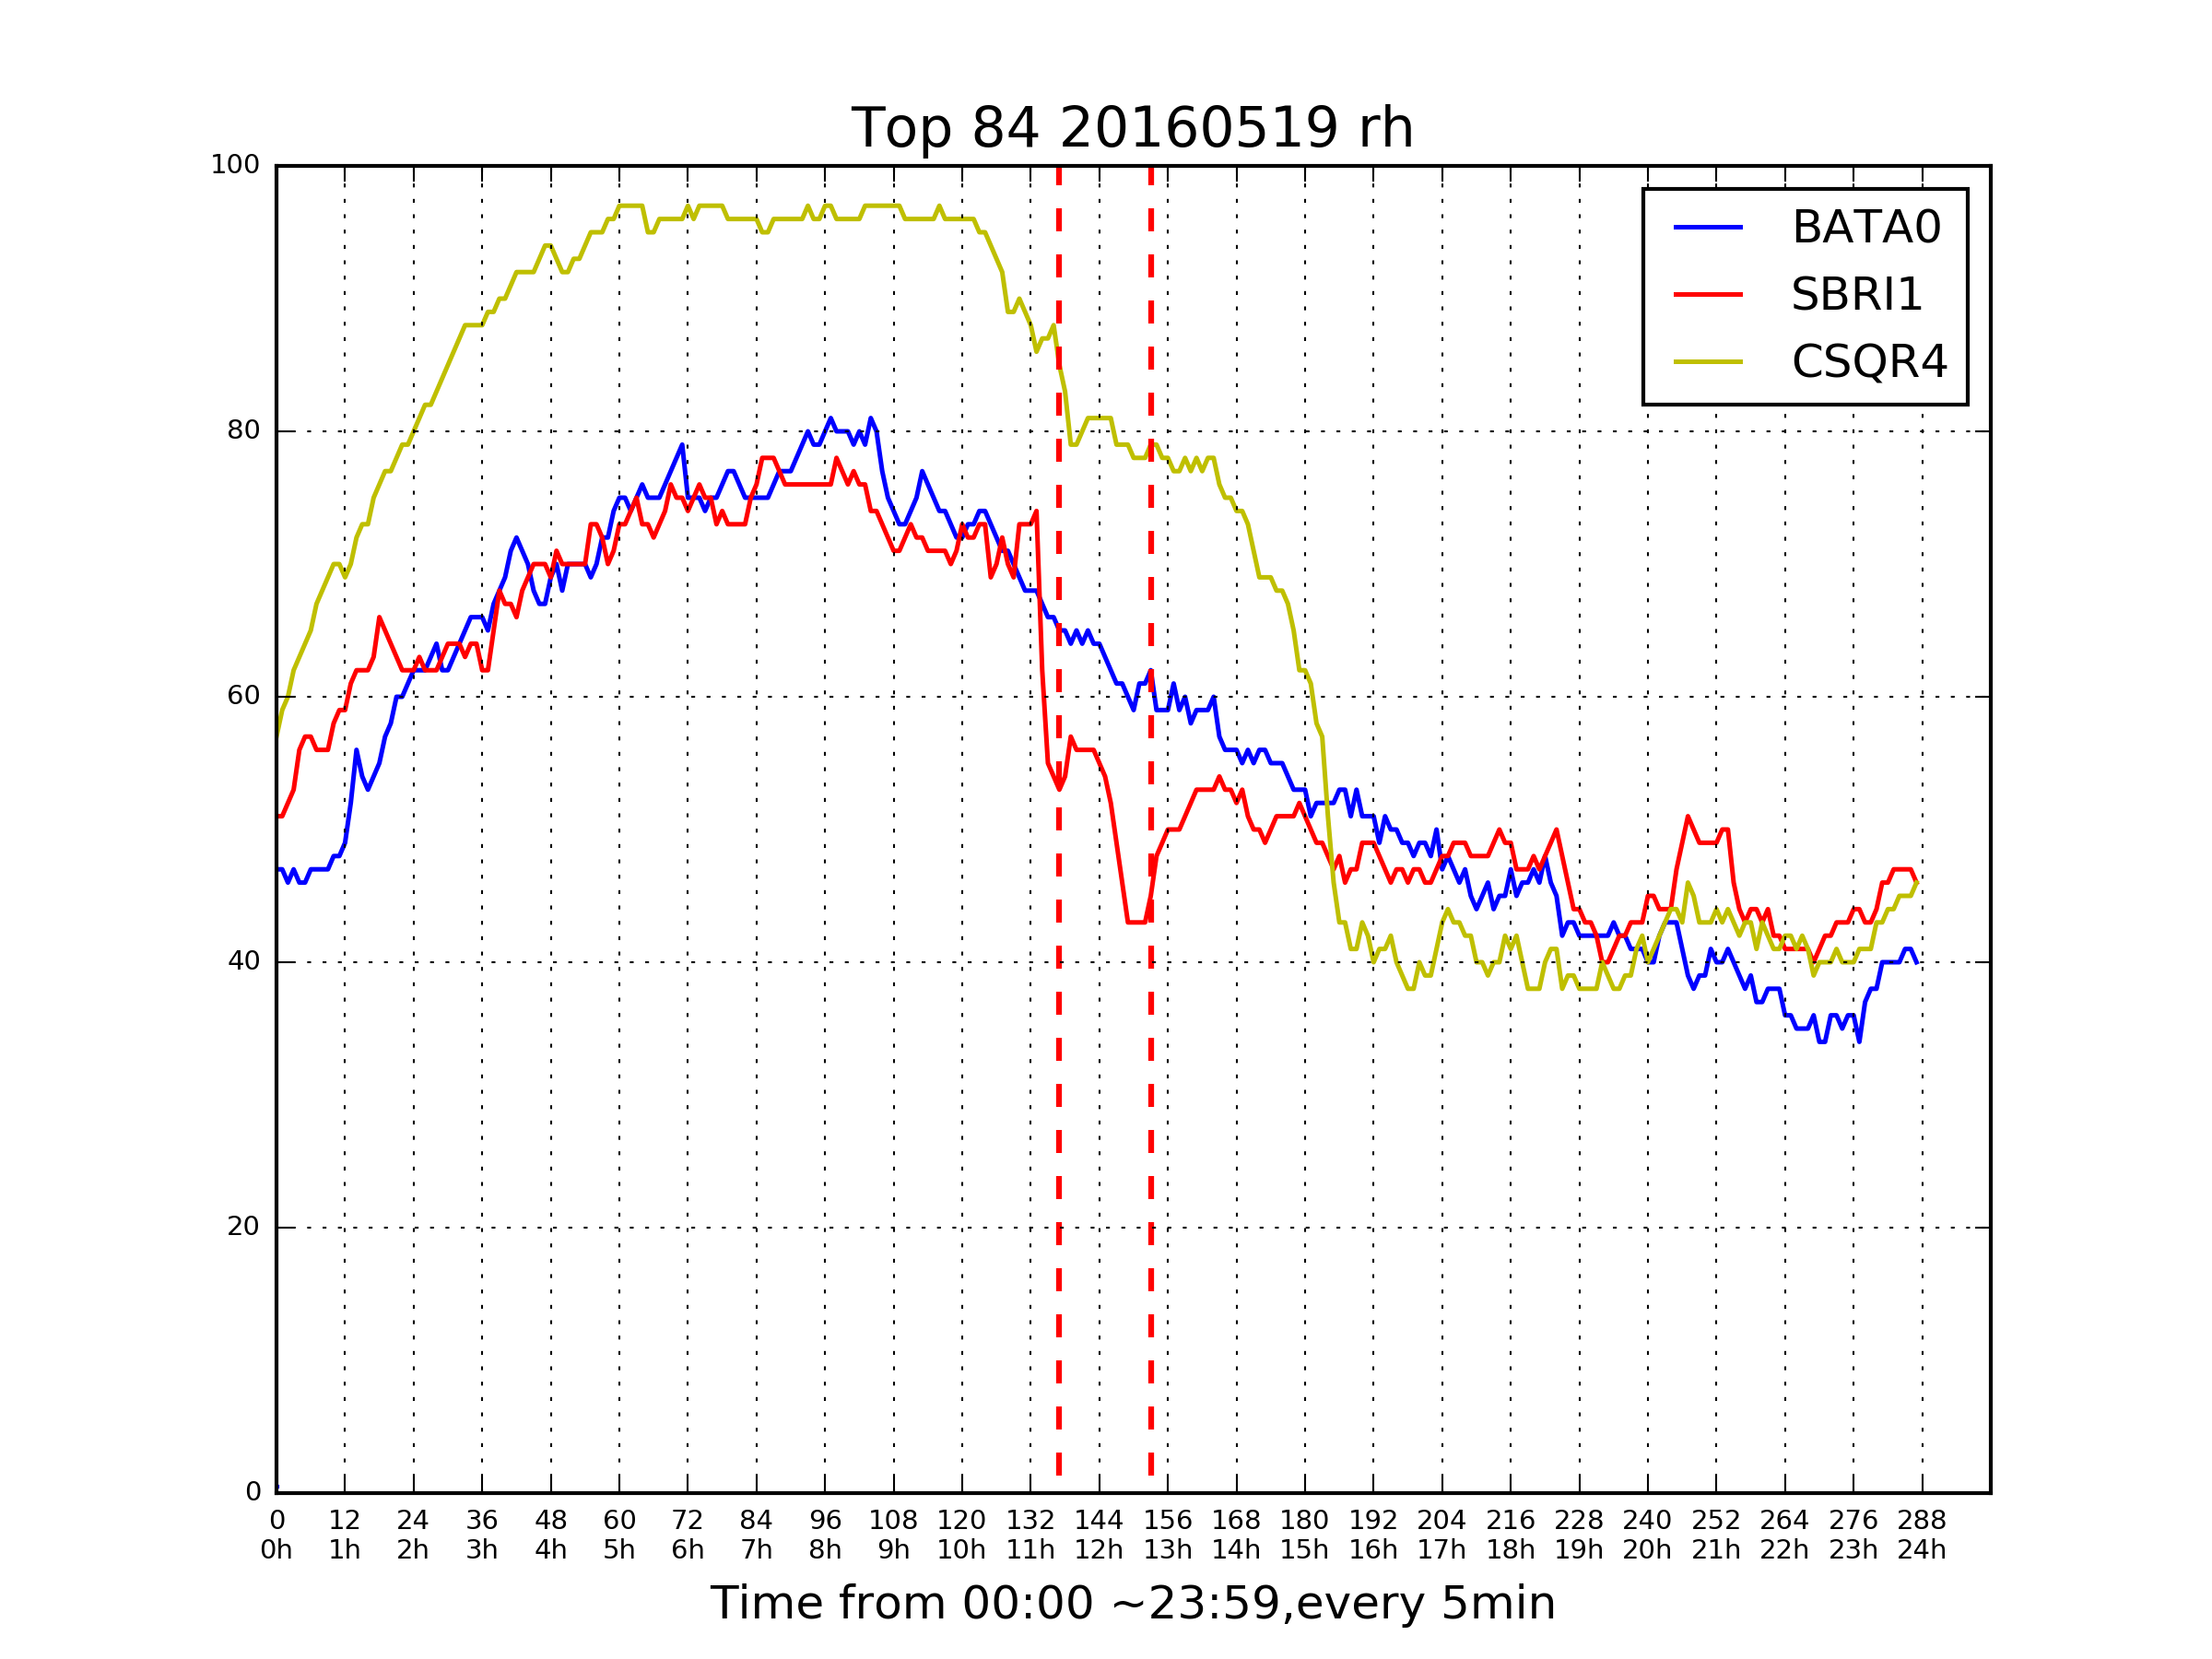 Top 84 20160519 rh
100
80
60
40
20
0
BATA0
SBRI1
CSQR4
0 12 24 36 48 60 72 84 96 108 120 132 144 156 168 180 192 204 216 228 240 252 264 276 288
0h 1h 2h 3h 4h 5h 6h 7h 8h 9h 10h 11h 12h 13h 14h 15h 16h 17h 18h 19h 20h 21h 22h 23h 24h
Time from 00:00 ~23:59,every 5min